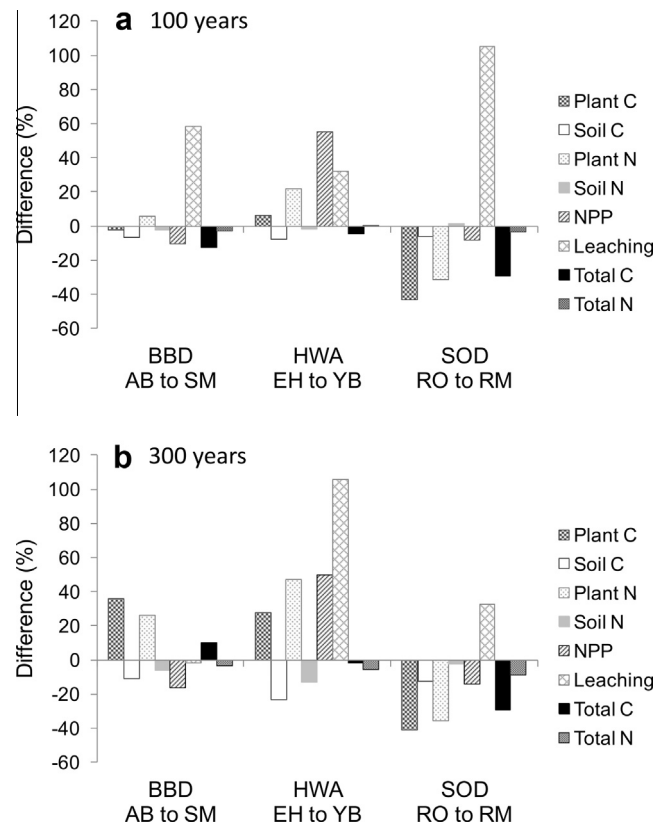 a 100 years
120
100
80
60
40
20
0
-20
-40
-60
Difference (%)
BBD
AB to SM
HWA
EH to YB
SOD
RO to RM
Plant C
Soil C
Plant N
Soil N
NPP
Leaching
Total C
Total N
b 300 years
120
100
80
60
40
20
0
-20
-40
-60
Difference (%)
BBD
AB to SM
HWA
EH to YB
SOD
RO to RM
Plant C
Soil C
Plant N
Soil N
NPP
Leaching
Total C
Total N